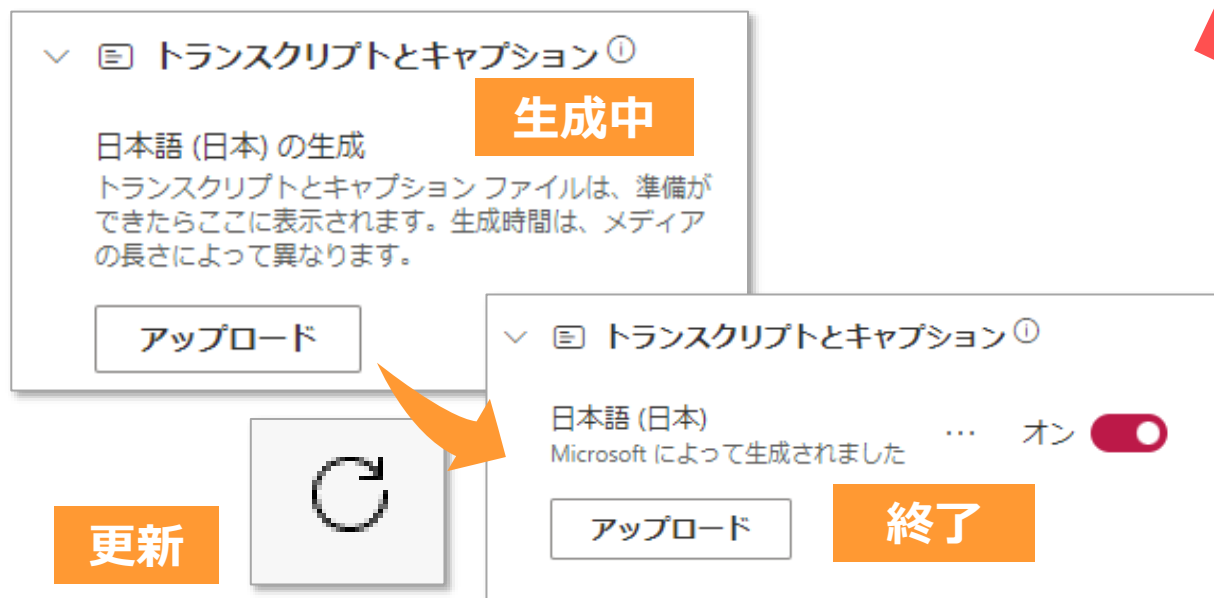 トランスクリプトとキャプション
生成中
日本語 (日本) の生成
トランスクリプトとキャプション ファイルは、準備が
できたらここに表示されます。生成時間は、メディア
の長さによって異なります。
アップロード
更新
トランスクリプトとキャプション
日本語 (日本)
Microsoft によって生成されました
… オン
アップロード
終了